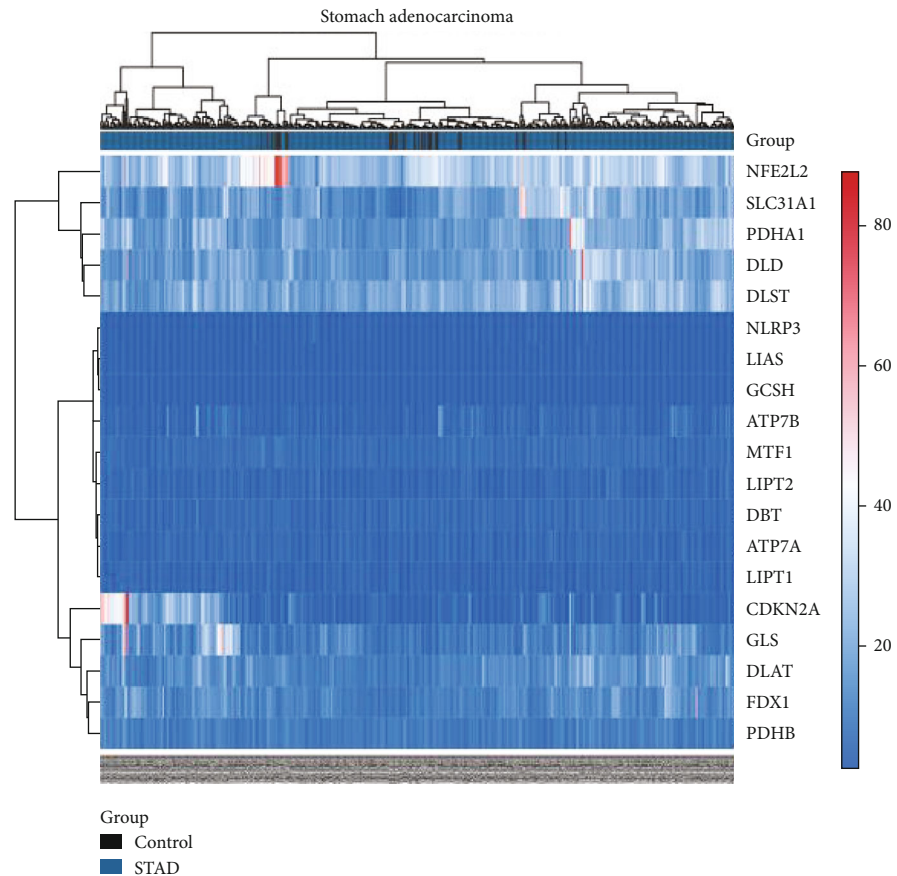 Stomach adenocarcinoma
Group
NFE2L2
SLC31A1
PDHA1
DLD
DLST
NLRP3
LIAS
GCSH
ATP7B
MTF1
LIPT2
DBT
ATP7A
LIPT1
CDKN2A
GLS
DLAT
FDX1
PDHB
80
60
40
20
Group
Control
STAD